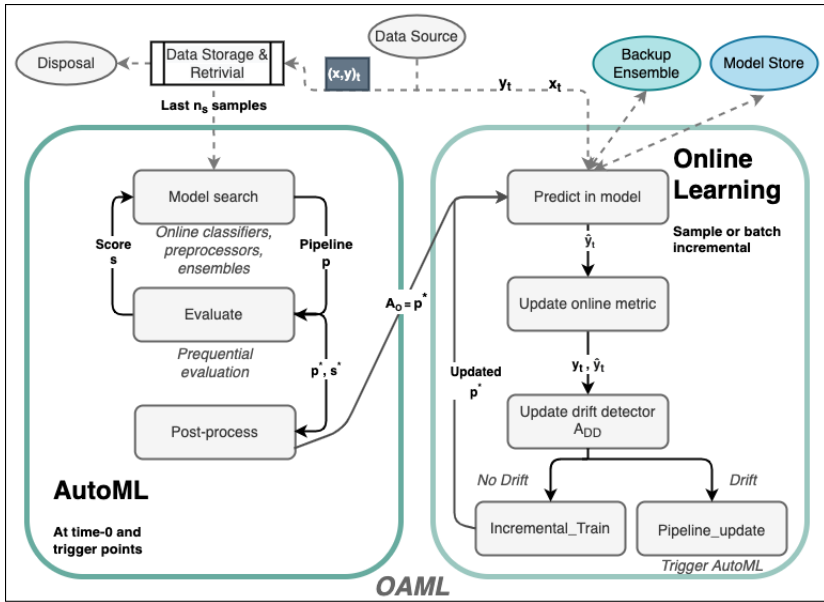 Data Source
Data Storage &
Retrivial
Disposal
(x,y)t
yt
xt
Backup
Ensemble
Model Store
Last ns samples
Model search
Online classifiers,
preprocessors,
ensembles
Score
s
Pipeline
p
Evaluate
Prequential
evaluation
p*, s*
Post-process
AutoML
At time-0 and
trigger points
Ao = p*
Online
Learning
Sample or batch
incremental
Predict in model
ŷt
Update online metric
yt , ŷt
Updated
p*
Update drift detector
ADD
No Drift
Drift
Incremental_Train
Pipeline_update
Trigger AutoML
OAML